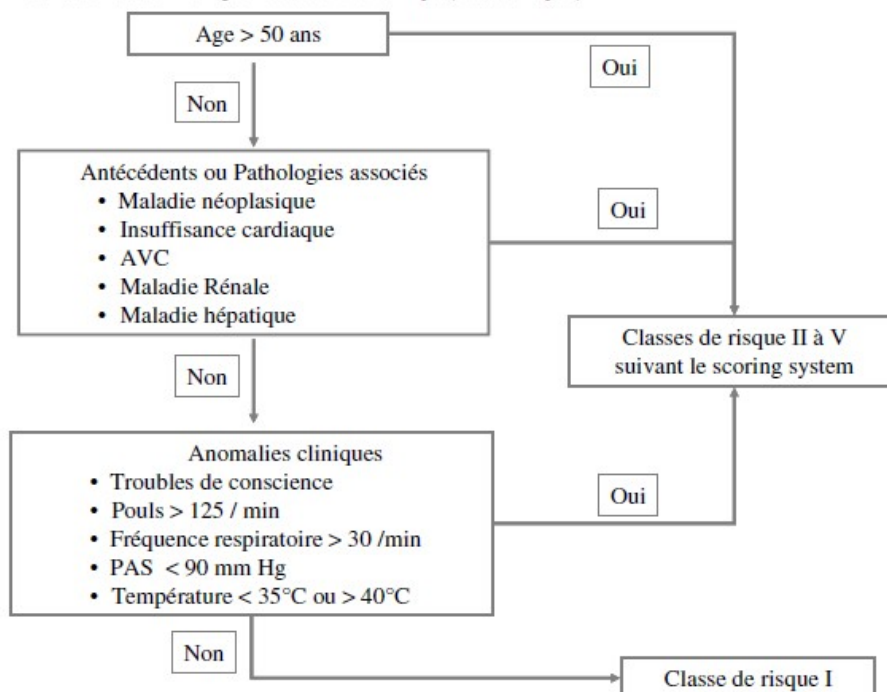 Age > 50 ans
Oui
Non
Antécédents ou Pathologies associés
• Maladie néoplasique
• Insuffisance cardiaque
• AVC
• Maladie Rénale
• Maladie hépatique
Oui
Classes de risque II à V
suivant le scoring system
Non
Anomalies cliniques
• Troubles de conscience
• Pouls > 125 / min
• Fréquence respiratoire > 30 /min
• PAS < 90 mm Hg
• Température < 35°C ou > 40°C
Oui
Non
Classe de risque I